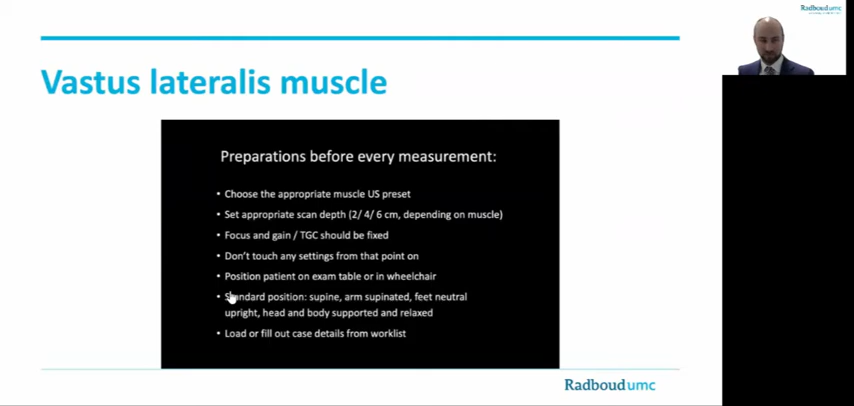 Radboudumc
Vastus lateralis muscle
Preparations before every measurement:
• Choose the appropriate muscle US preset
• Set appropriate scan depth (2/ 4/ 6 cm, depending on muscle)
• Focus and gain / TGC should be fixed
• Don't touch any settings from that point on
• Position patient on exam table or in wheelchair
• Standard position: supine, arm supinated, feet neutral
upright, head and body supported and relaxed
• Load or fill out case details from worklist
Radboudumc